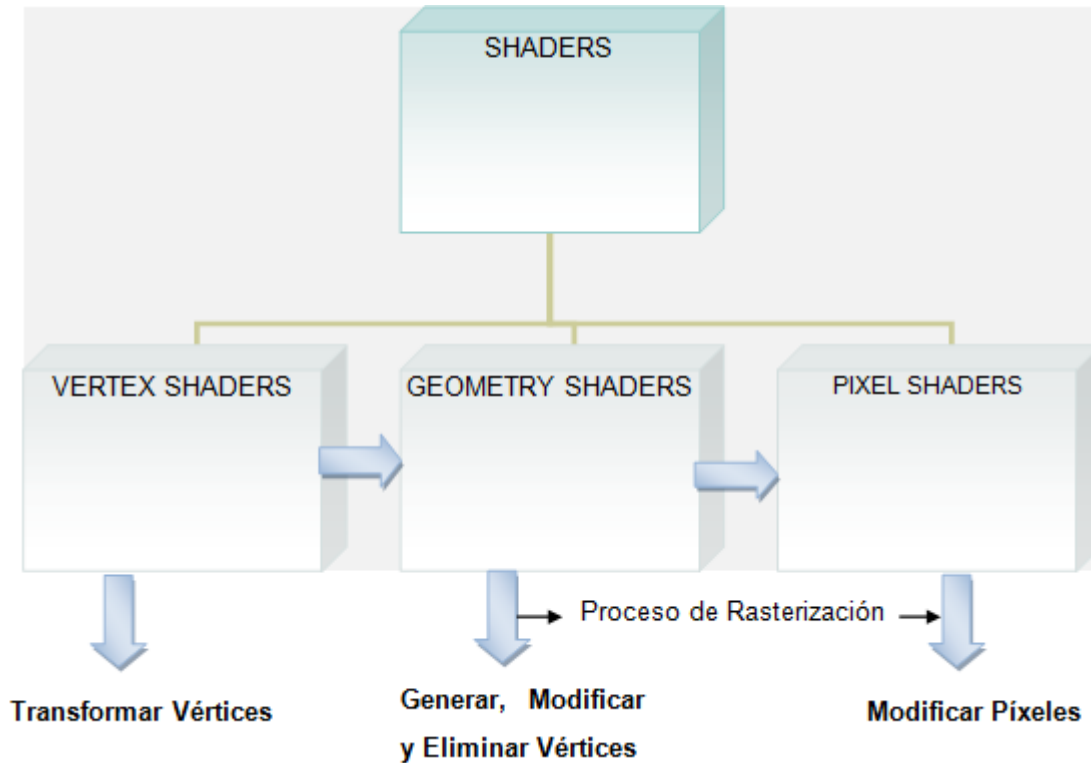 SHADERS
VERTEX SHADERS
GEOMETRY SHADERS
PIXEL SHADERS
Proceso de Rasterización
Transformar Vértices
Generar, Modificar
y Eliminar Vértices
Modificar Píxeles